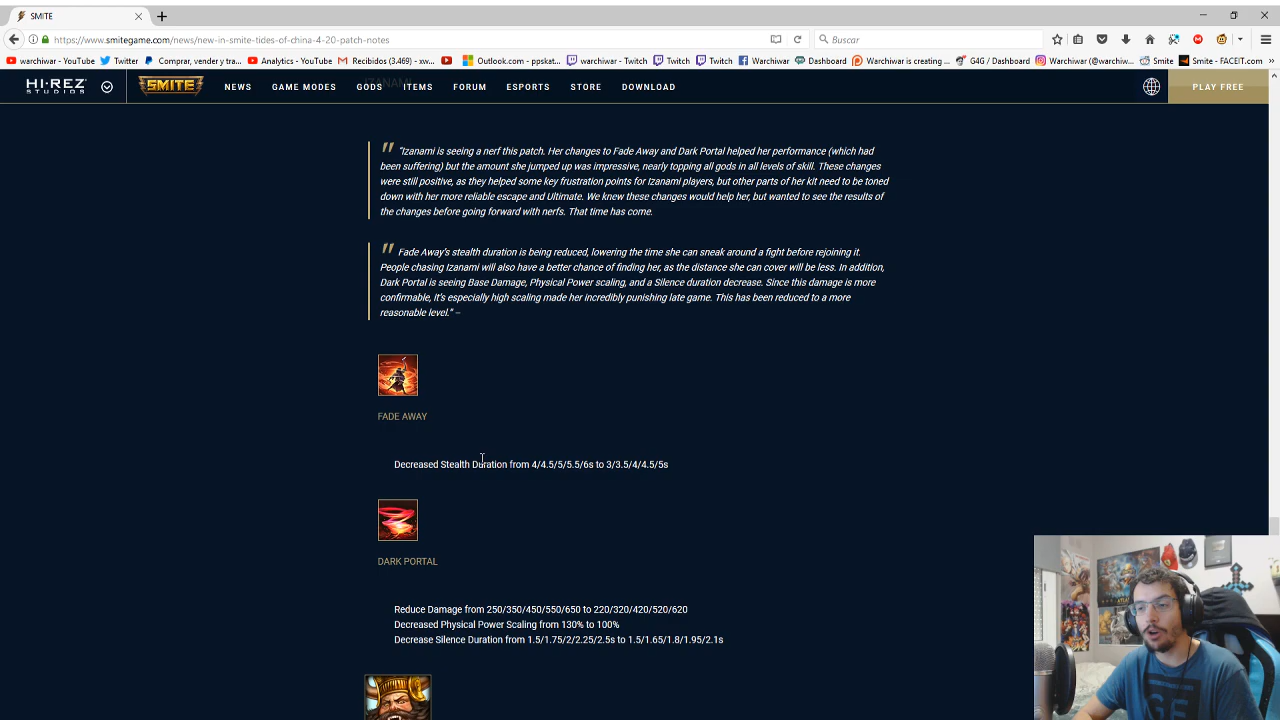 SMITE
https://www.smitegame.com/news/new-in-smite-tides-of-china-4-20-patch-notes
Buscar
warchiwar - YouTube
Twitter
Comprar, vender y tra...
Analytics - YouTube
Recibidos (3.469) - xw...
Outlook.com - ppskat...
warchiwar - Twitch
Twitch
Twitch
Warchiwar
Dashboard
Warchiwar is creating ...
G4G / Dashboard
Warchiwar (@warchiw...
Smite
Smite - FACEIT.com
HI-REZ
STUDIOS
SMITE
NEWS
GAME MODES
GODS
ITEMS
FORUM
ESPORTS
STORE
DOWNLOAD
PLAY FREE
IZANAMI
"Izanami is seeing a nerf this patch. Her changes to Fade Away and Dark Portal helped her performance (which had
been suffering) but the amount she jumped up was impressive, nearly topping all gods in all levels of skill. These changes
were still positive, as they helped some key frustration points for Izanami players, but other parts of her kit need to be toned
down with her more reliable escape and Ultimate. We knew these changes would help her, but wanted to see the results of
the changes before going forward with nerfs. That time has come.
Fade Away's stealth duration is being reduced, lowering the time she can sneak around a fight before rejoining it.
People chasing Izanami will also have a better chance of finding her, as the distance she can cover will be less. In addition,
Dark Portal is seeing Base Damage, Physical Power scaling, and a Silence duration decrease. Since this damage is more
confirmable, it's especially high scaling made her incredibly punishing late game. This has been reduced to a more
reasonable level." –
FADE AWAY
Decreased Stealth Duration from 4/4.5/5/5.5/6s to 3/3.5/4/4.5/5s
DARK PORTAL
Reduce Damage from 250/350/450/550/650 to 220/320/420/520/620
Decreased Physical Power Scaling from 130% to 100%
Decrease Silence Duration from 1.5/1.75/2/2.25/2.5s to 1.5/1.65/1.8/1.95/2.1s